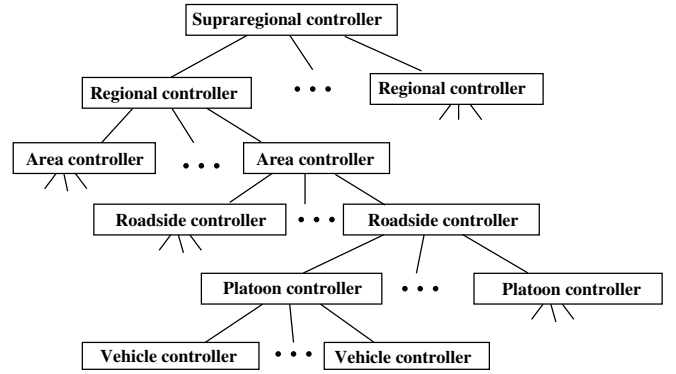 Supraregional controller
Regional controller
Regional controller
Area controller
Area controller
Roadside controller
Roadside controller
Platoon controller
Platoon controller
Vehicle controller
Vehicle controller